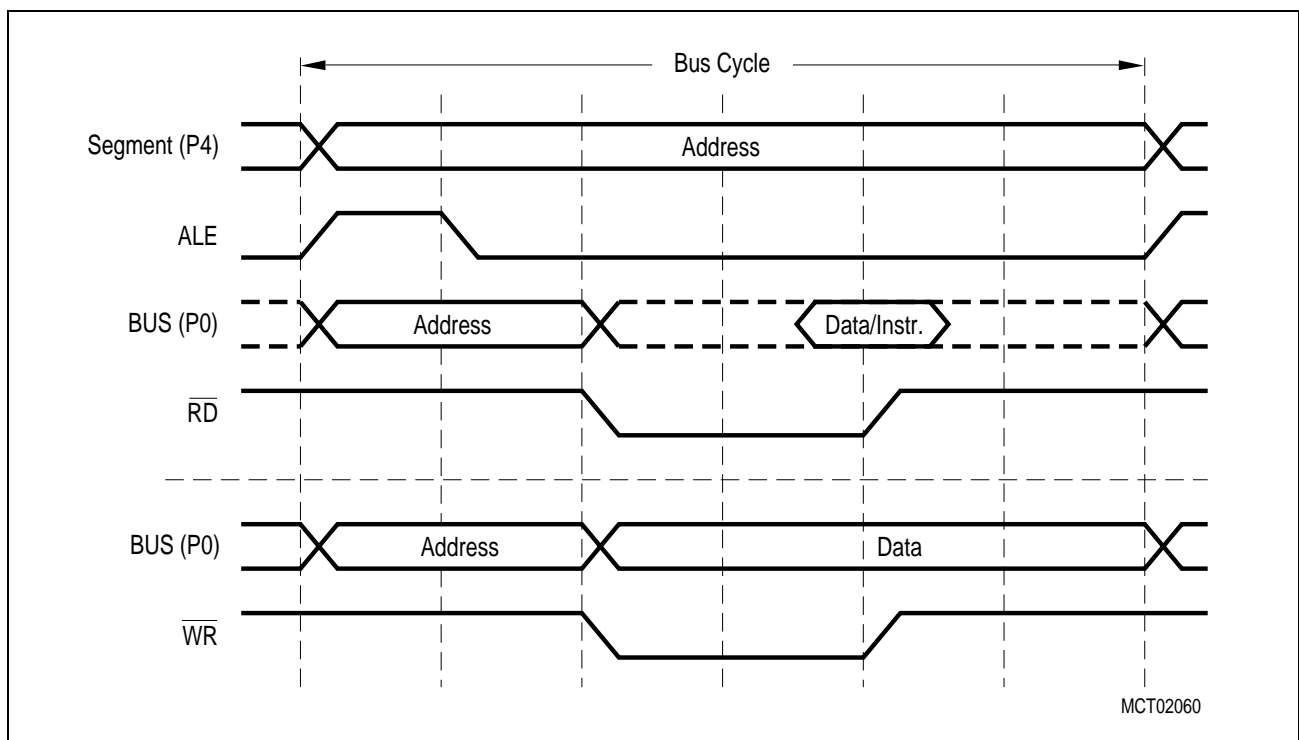 Bus Cycle
Segment (P4)
Address
ALE
BUS (P0)
Address
Data/Instr.
RD
BUS (P0)
Address
Data
WR
MCT02060